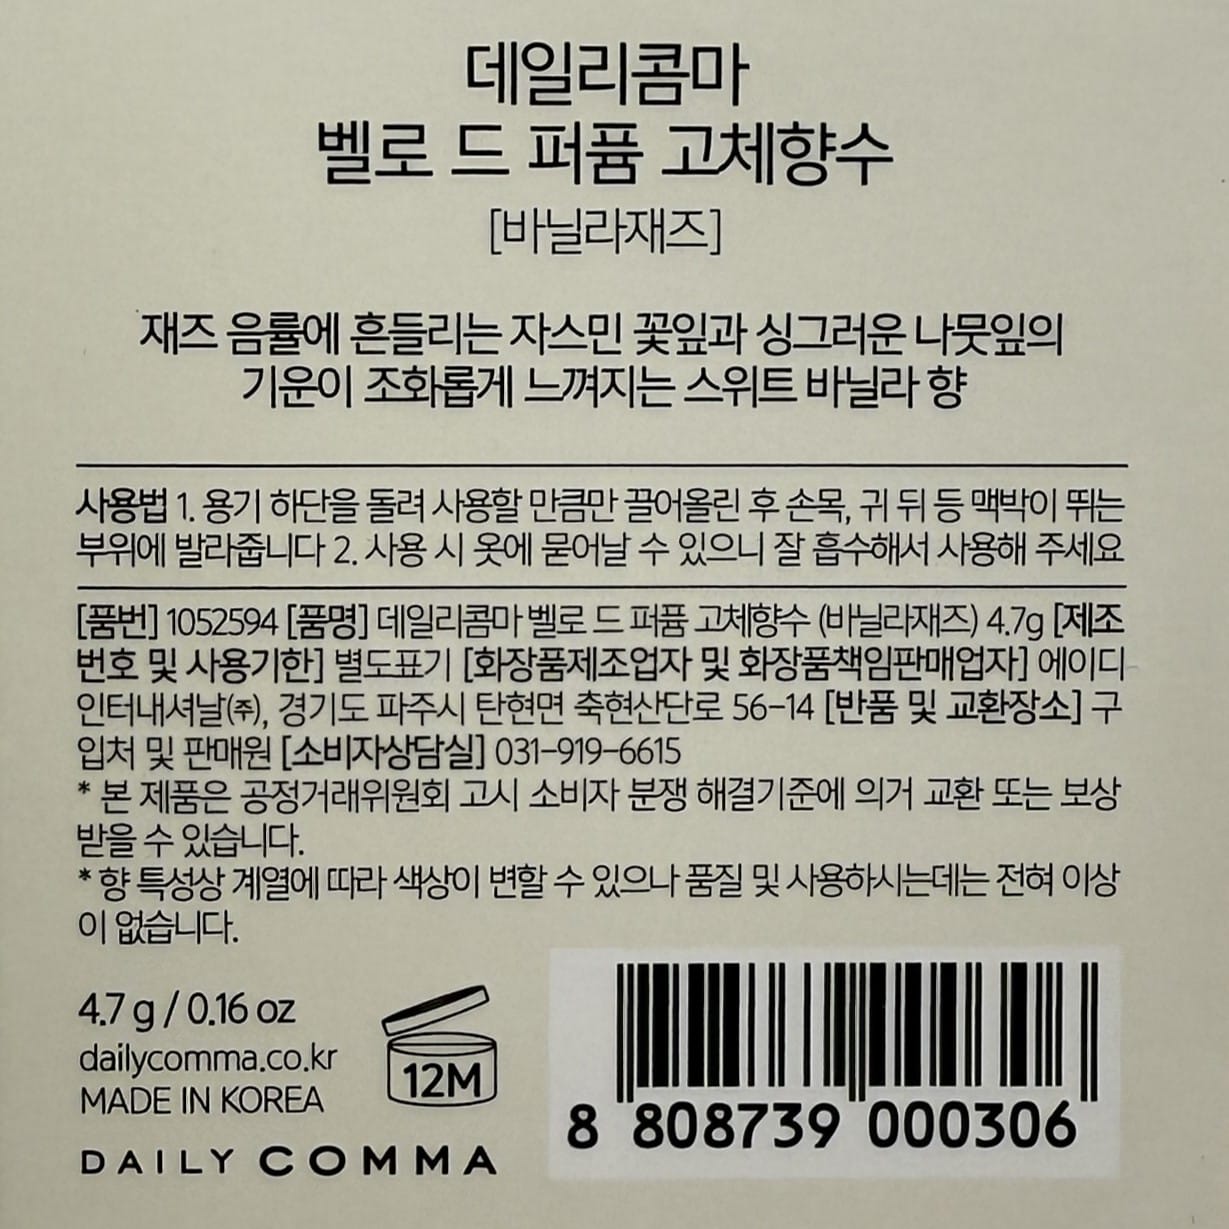 데일리콤마
벨로 드 퍼퓸 고체향수
[바닐라재즈]
재즈 음률에 흔들리는 자스민 꽃잎과 싱그러운 나뭇잎의
기운이 조화롭게 느껴지는 스위트 바닐라 향
사용법 1. 용기 하단을 돌려 사용할 만큼만 끌어올린 후 손목, 귀 뒤 등 맥박이 뛰는
부위에 발라줍니다 2. 사용 시 옷에 묻어날 수 있으니 잘 흡수해서 사용해 주세요
[품번] 1052594 [품명] 데일리콤마 벨로 드 퍼퓸 고체향수 (바닐라재즈) 4.7g [제조
번호 및 사용기한] 별도표기 [화장품제조업자 및 화장품책임판매업자] 에이디
인터내셔날(주), 경기도 파주시 탄현면 축현산단로 56-14 [반품 및 교환장소] 구
입처 및 판매원 [소비자상담실] 031-919-6615
* 본 제품은 공정거래위원회 고시 소비자 분쟁 해결기준에 의거 교환 또는 보상
받을 수 있습니다.
* 향 특성상 계열에 따라 색상이 변할 수 있으나 품질 및 사용하시는데는 전혀 이상
이 없습니다.
4.7 g / 0.16 oz
dailycomma.co.kr
MADE IN KOREA
12M
DAILY COMMA
8 808739 000306